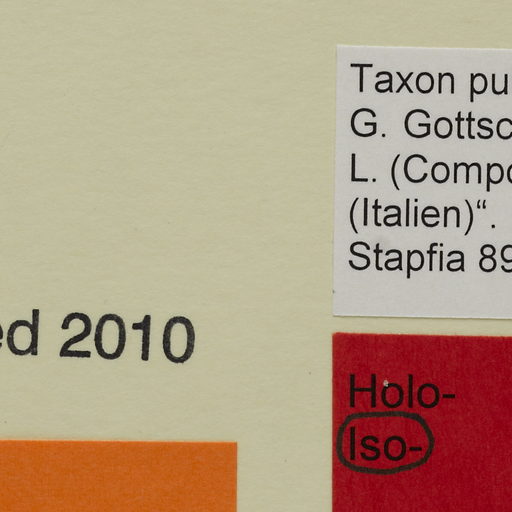 Taxon pu
G. Gottsc
L. (Compo
(Italien)“.
Stapfia 89
ed 2010
Holo-
Iso-